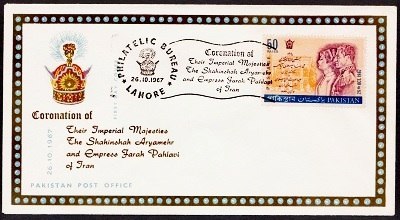 PHILATELIC BUREAU
26.10.1967
LAHORE
Coronation of
Their Imperial Majesties
The Shahinshah Aryamehr
and Empress Farah Pahlavi
of Iran
50
PAKISTAN
Coronation of
Their Imperial Majesties
The Shahinshah Aryamehr
and Empress Farah Pahlavi
of Iran
26·10·1967
PAKISTAN POST OFFICE